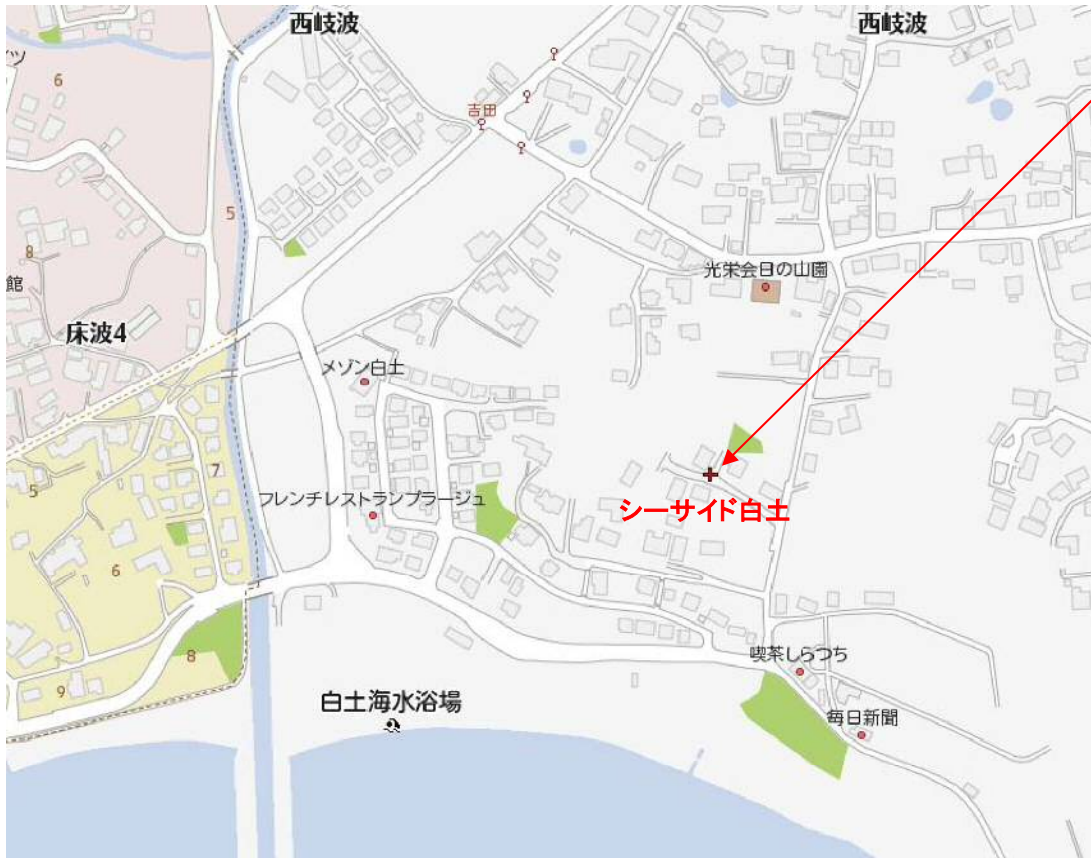 西岐波
西岐波
ツ
6
吉田
5
8
館
光栄会日の山園
床波4
メゾン白土
5
7
フレンチレストランプラージュ
シーサイド白土
6
喫茶しらつち
8
9
白土海水浴場
毎日新聞